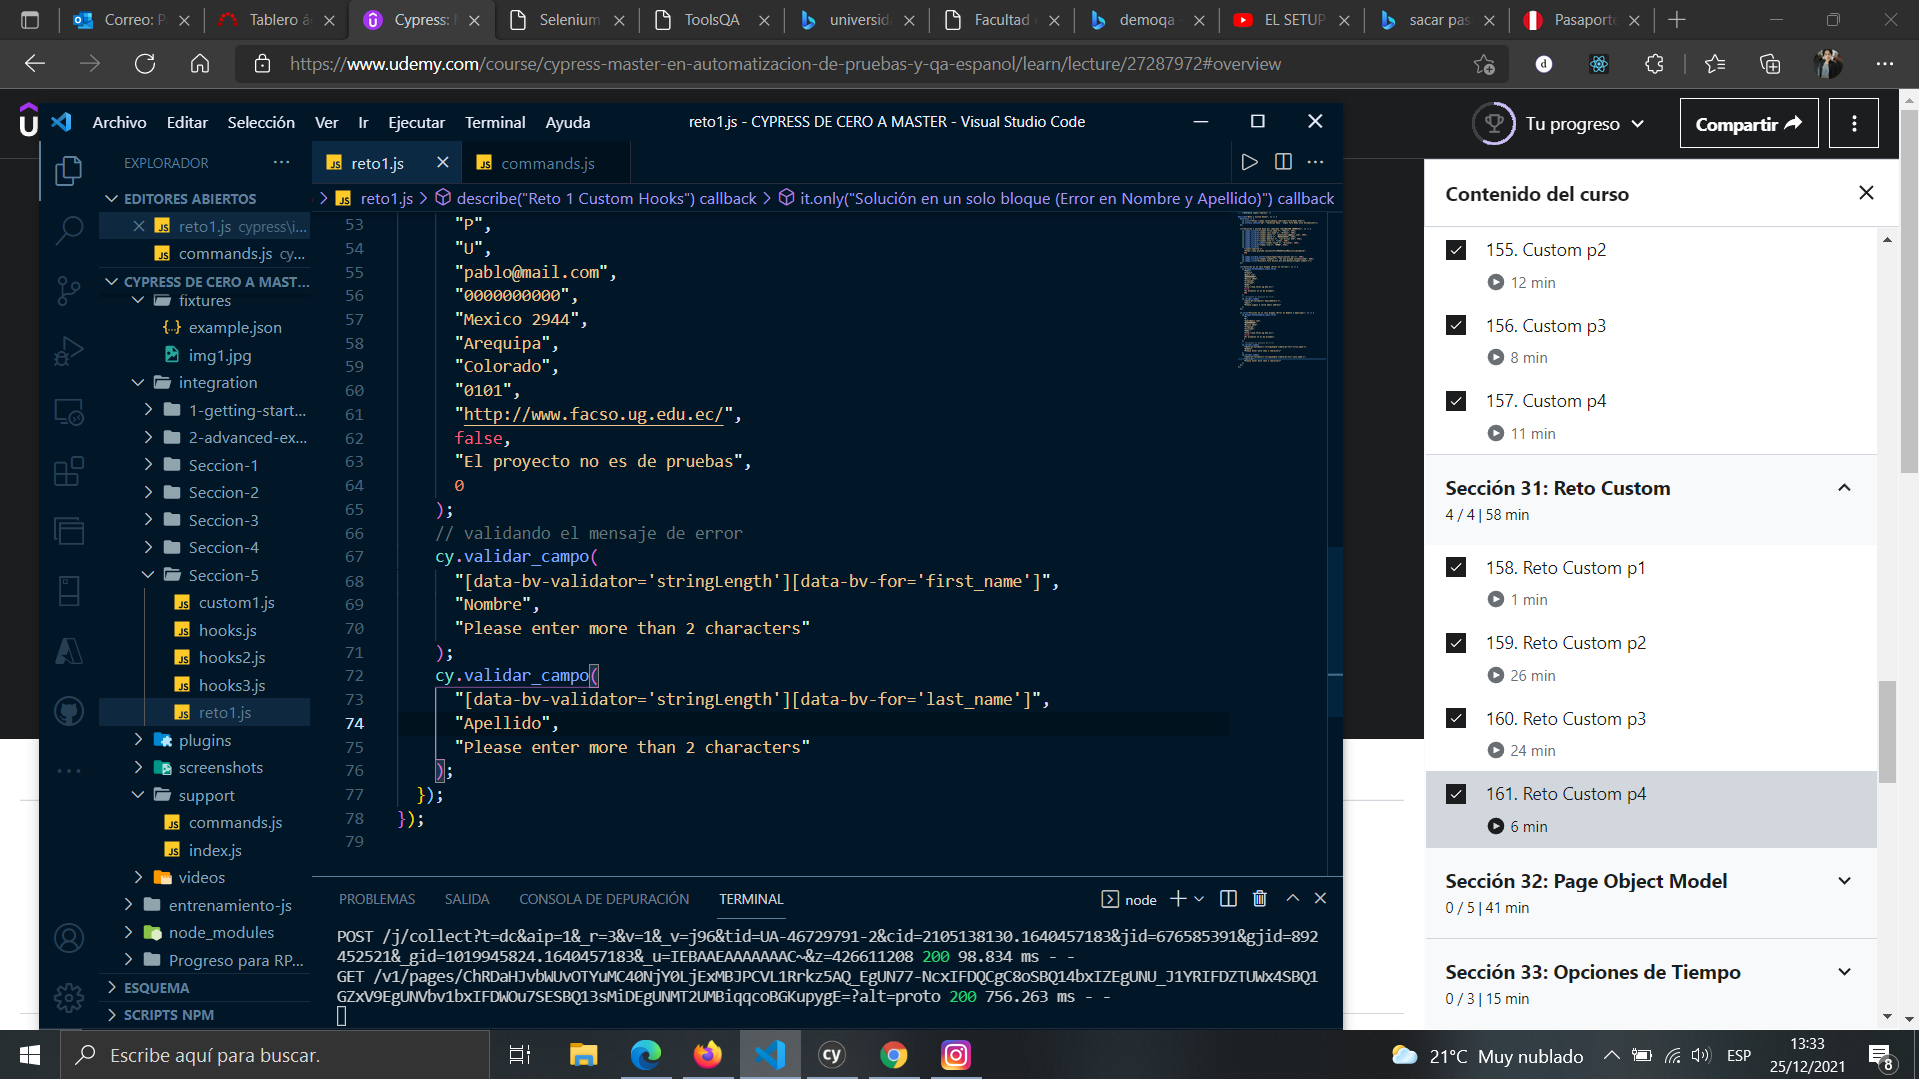 Correo: P
Tablero á
Cypress: M
Selenium
ToolsQA
universida
Facultad
demoqa
EL SETUP
sacar pas
Pasaporte
https://www.udemy.com/course/cypress-master-en-automatizacion-de-pruebas-y-qa-espanol/learn/lecture/27287972#overview
Archivo Editar Selección Ver Ir Ejecutar Terminal Ayuda
reto1.js - CYPRESS DE CERO A MASTER - Visual Studio Code
Tu progreso
Compartir
EXPLORADOR
EDITORES ABIERTOS
reto1.js cypress\i...
commands.js cy...
CYPRESS DE CERO A MAST...
fixtures
example.json
img1.jpg
integration
1-getting-start...
2-advanced-ex...
Seccion-1
Seccion-2
Seccion-3
Seccion-4
Seccion-5
custom1.js
hooks.js
hooks2.js
hooks3.js
reto1.js
plugins
screenshots
support
commands.js
index.js
videos
entrenamiento-js
node_modules
Progreso para RP...
ESQUEMA
SCRIPTS NPM
reto1.js
commands.js
reto1.js > describe("Reto 1 Custom Hooks") callback > it.only("Solución en un solo bloque (Error en Nombre y Apellido)") callback
53 "P",
54 "U",
55 "pablo@mail.com",
56 "0000000000",
57 "Mexico 2944",
58 "Arequipa",
59 "Colorado",
60 "0101",
61 "http://www.facso.ug.edu.ec/",
62 false,
63 "El proyecto no es de pruebas",
64 0
65 );
66 // validando el mensaje de error
67 cy.validar_campo(
68 "[data-bv-validator='stringLength'][data-bv-for='first_name']",
69 "Nombre",
70 "Please enter more than 2 characters"
71 );
72 cy.validar_campo(
73 "[data-bv-validator='stringLength'][data-bv-for='last_name']",
74 "Apellido",
75 "Please enter more than 2 characters"
76 );
77 });
78 });
79
PROBLEMAS SALIDA CONSOLA DE DEPURACIÓN TERMINAL
node
POST /j/collect?t=dc&aip=1&_r=3&v=1&_v=j96&tid=UA-46729791-2&cid=2105138130.1640457183&jid=676585391&gjid=892
452521&_gid=1019945824.1640457183&_u=IEBAAEAAAAAAAC~&z=426611208 200 98.834 ms - -
GET /v1/pages/ChRDaHJvbWUvOTYuMC40NjY0LjExMBJPCVL1Rrkz5AQ_EgUN77-NcxIFDQCgC8oSBQ14bxIZEgUNU_J1YRIFDZTUWx4SBQ1
GZxV9EgUNVbv1bxIFDWOu7SESBQ13sMiDEgUNMT2UMBiqqcoBGKupygE=?alt=proto 200 756.263 ms - -
Contenido del curso
155. Custom p2
12 min
156. Custom p3
8 min
157. Custom p4
11 min
Sección 31: Reto Custom
4 / 4 | 58 min
158. Reto Custom p1
1 min
159. Reto Custom p2
26 min
160. Reto Custom p3
24 min
161. Reto Custom p4
6 min
Sección 32: Page Object Model
0 / 5 | 41 min
Sección 33: Opciones de Tiempo
0 / 3 | 15 min
Escribe aquí para buscar.
21°C Muy nublado
ESP
13:33
25/12/2021
8